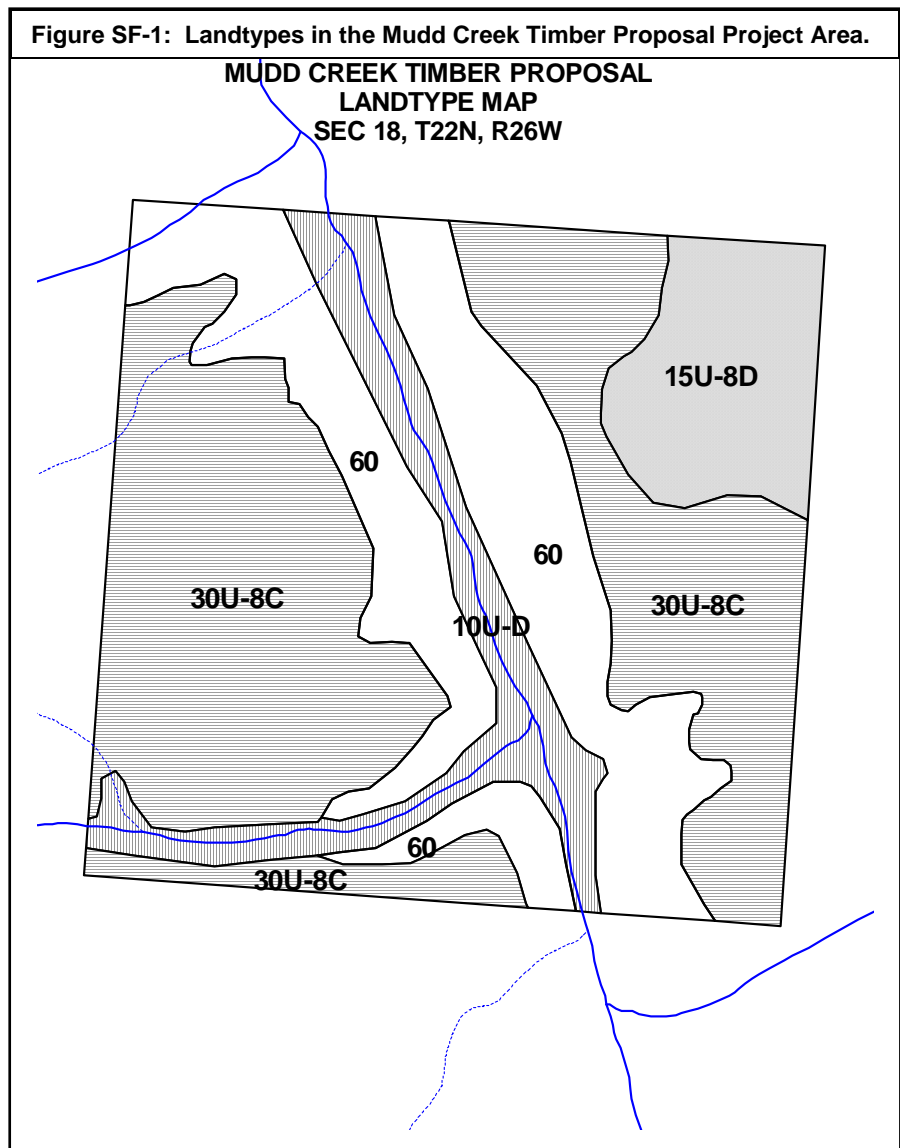 Figure SF-1: Landtypes in the Mudd Creek Timber Proposal Project Area.
MUDD CREEK TIMBER PROPOSAL
LANDTYPE MAP
SEC 18, T22N, R26W
15U-8D
60
60
30U-8C
30U-8C
10U-D
60
30U-8C